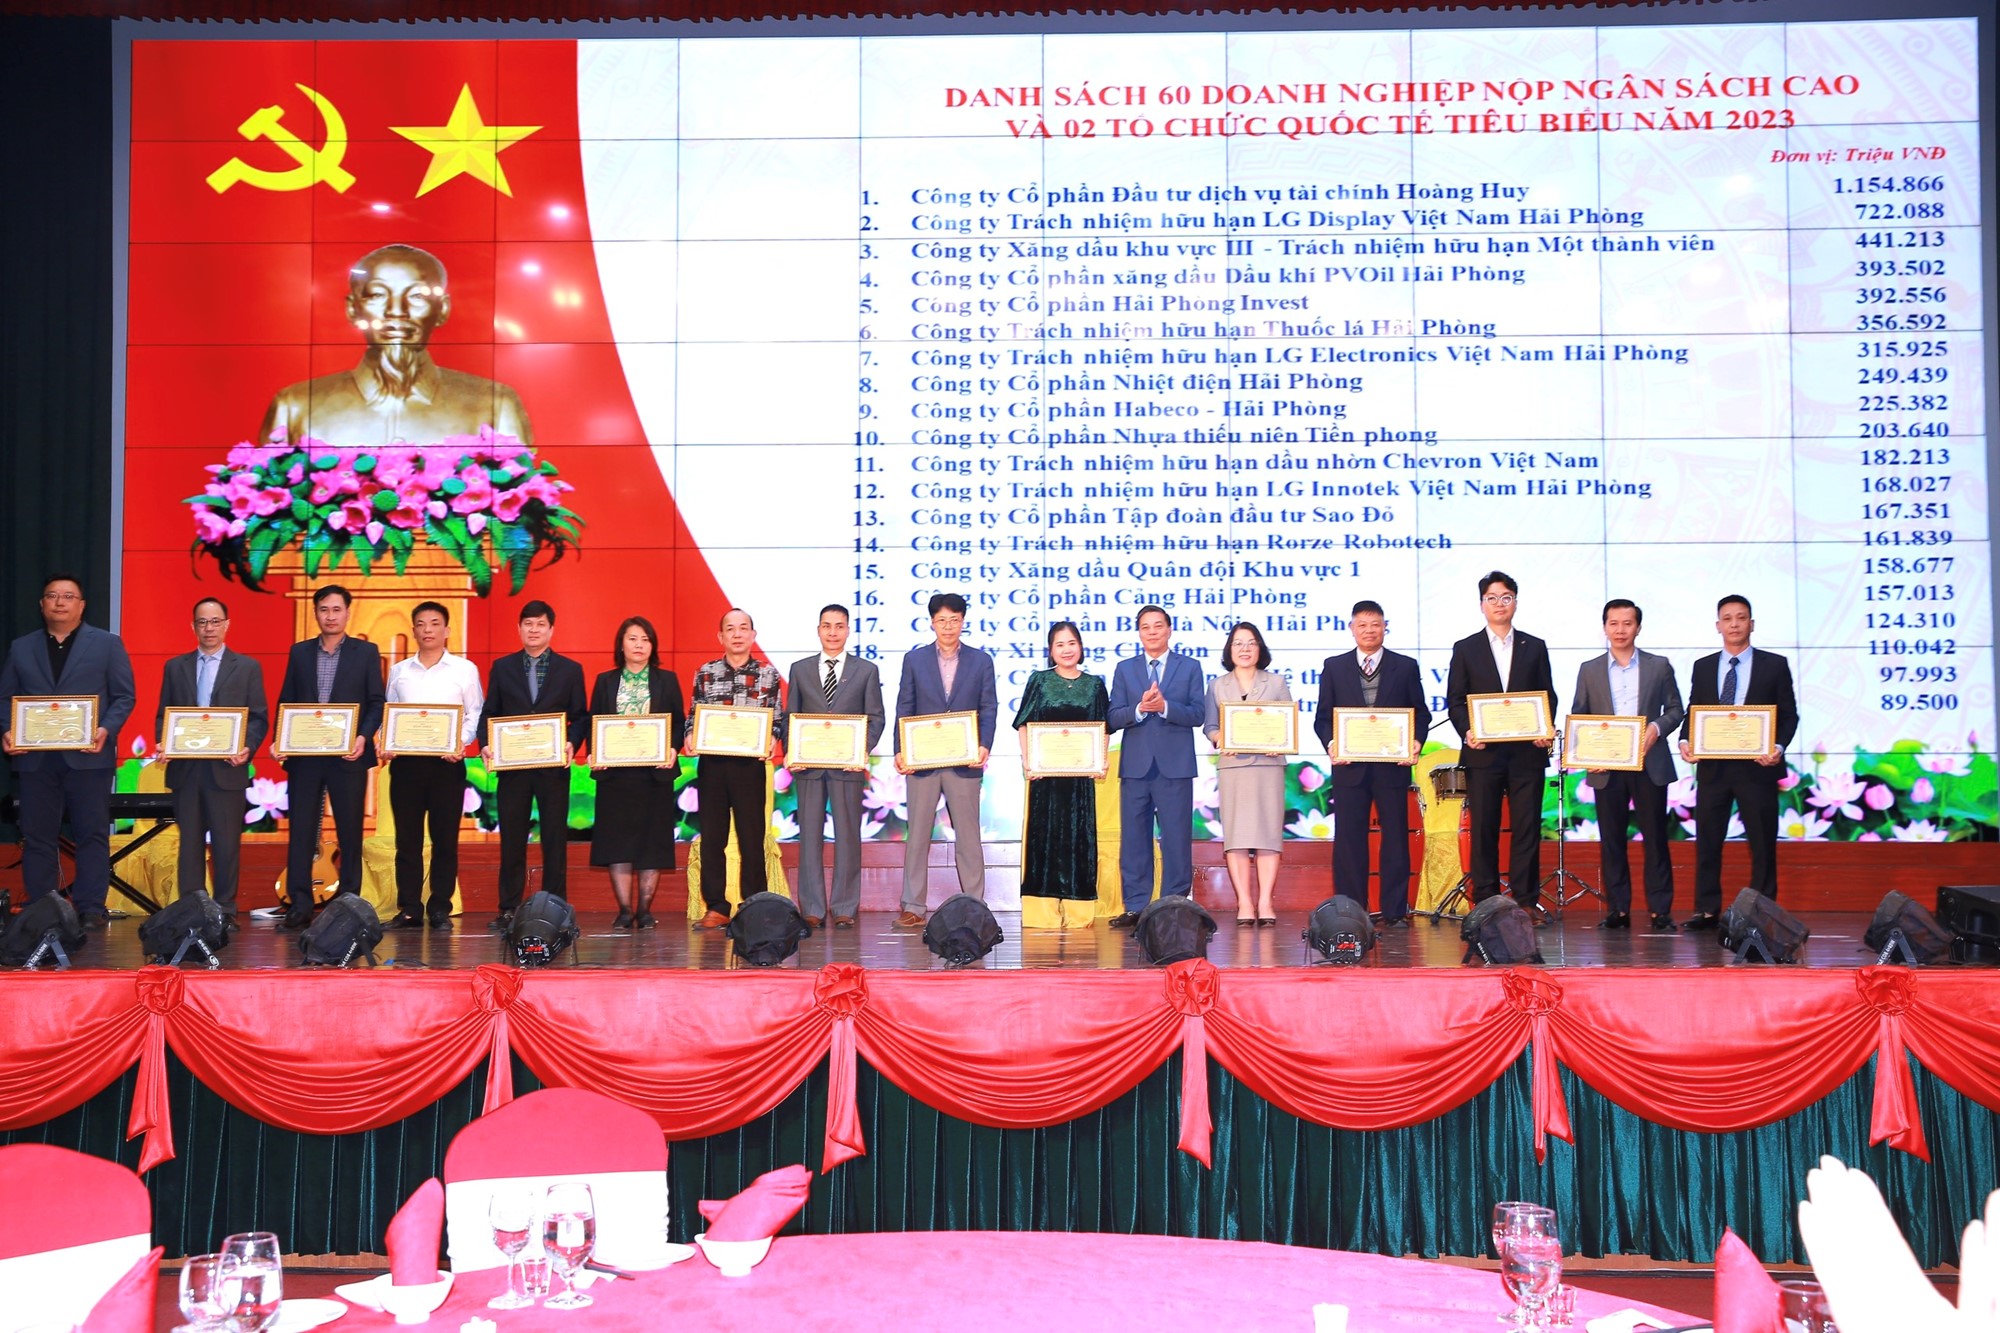 DANH SÁCH 60 DOANH NGHIỆP NỘP NGÂN SÁCH CAO
VÀ 02 TỔ CHỨC QUỐC TẾ TIÊU BIỂU NĂM 2023
Đơn vị: Triệu VNĐ
1. Công ty Cổ phần Đầu tư dịch vụ tài chính Hoàng Huy 1.154.866
2. Công ty Trách nhiệm hữu hạn LG Display Việt Nam Hải Phòng 722.088
3. Công ty Xăng dầu khu vực III - Trách nhiệm hữu hạn Một thành viên 441.213
4. Công ty Cổ phần xăng dầu Dầu khí PVOil Hải Phòng 393.502
5. Công ty Cổ phần Hải Phòng Invest 392.556
6. Công ty Trách nhiệm hữu hạn Thuốc lá Hải Phòng 356.592
7. Công ty Trách nhiệm hữu hạn LG Electronics Việt Nam Hải Phòng 315.925
8. Công ty Cổ phần Nhiệt điện Hải Phòng 249.439
9. Công ty Cổ phần Habeco - Hải Phòng 225.382
10. Công ty Cổ phần Nhựa thiếu niên Tiền phong 203.640
11. Công ty Trách nhiệm hữu hạn dầu nhờn Chevron Việt Nam 182.213
12. Công ty Trách nhiệm hữu hạn LG Innotek Việt Nam Hải Phòng 168.027
13. Công ty Cổ phần Tập đoàn đầu tư Sao Đỏ 167.351
14. Công ty Trách nhiệm hữu hạn Rorze Robotech 161.839
15. Công ty Xăng dầu Quân đội Khu vực 1 158.677
16. Công ty Cổ phần Cảng Hải Phòng 157.013
17. Công ty Cổ phần Hà Nội - Hải Phòng 124.310
18. Xi 110.042
97.993
89.500